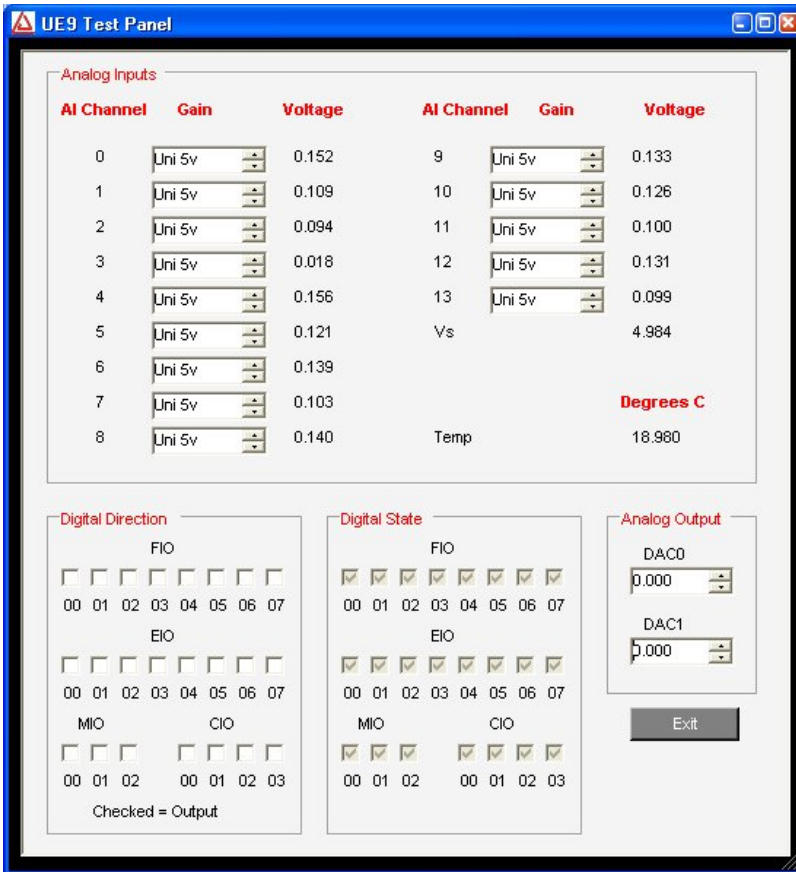 UE9 Test Panel
Analog Inputs
AI Channel Gain Voltage AI Channel Gain Voltage
0 Uni 5v 0.152 9 Uni 5v 0.133
1 Uni 5v 0.109 10 Uni 5v 0.126
2 Uni 5v 0.094 11 Uni 5v 0.100
3 Uni 5v 0.018 12 Uni 5v 0.131
4 Uni 5v 0.156 13 Uni 5v 0.099
5 Uni 5v 0.121 Vs 4.984
6 Uni 5v 0.139
7 Uni 5v 0.103 Degrees C
8 Uni 5v 0.140 Temp 18.980
Digital Direction
FIO
00 01 02 03 04 05 06 07
EIO
00 01 02 03 04 05 06 07
MIO CIO
00 01 02 00 01 02 03
Checked = Output
Digital State
FIO
00 01 02 03 04 05 06 07
EIO
00 01 02 03 04 05 06 07
MIO CIO
00 01 02 00 01 02 03
Analog Output
DAC0
0.000
DAC1
0.000
Exit